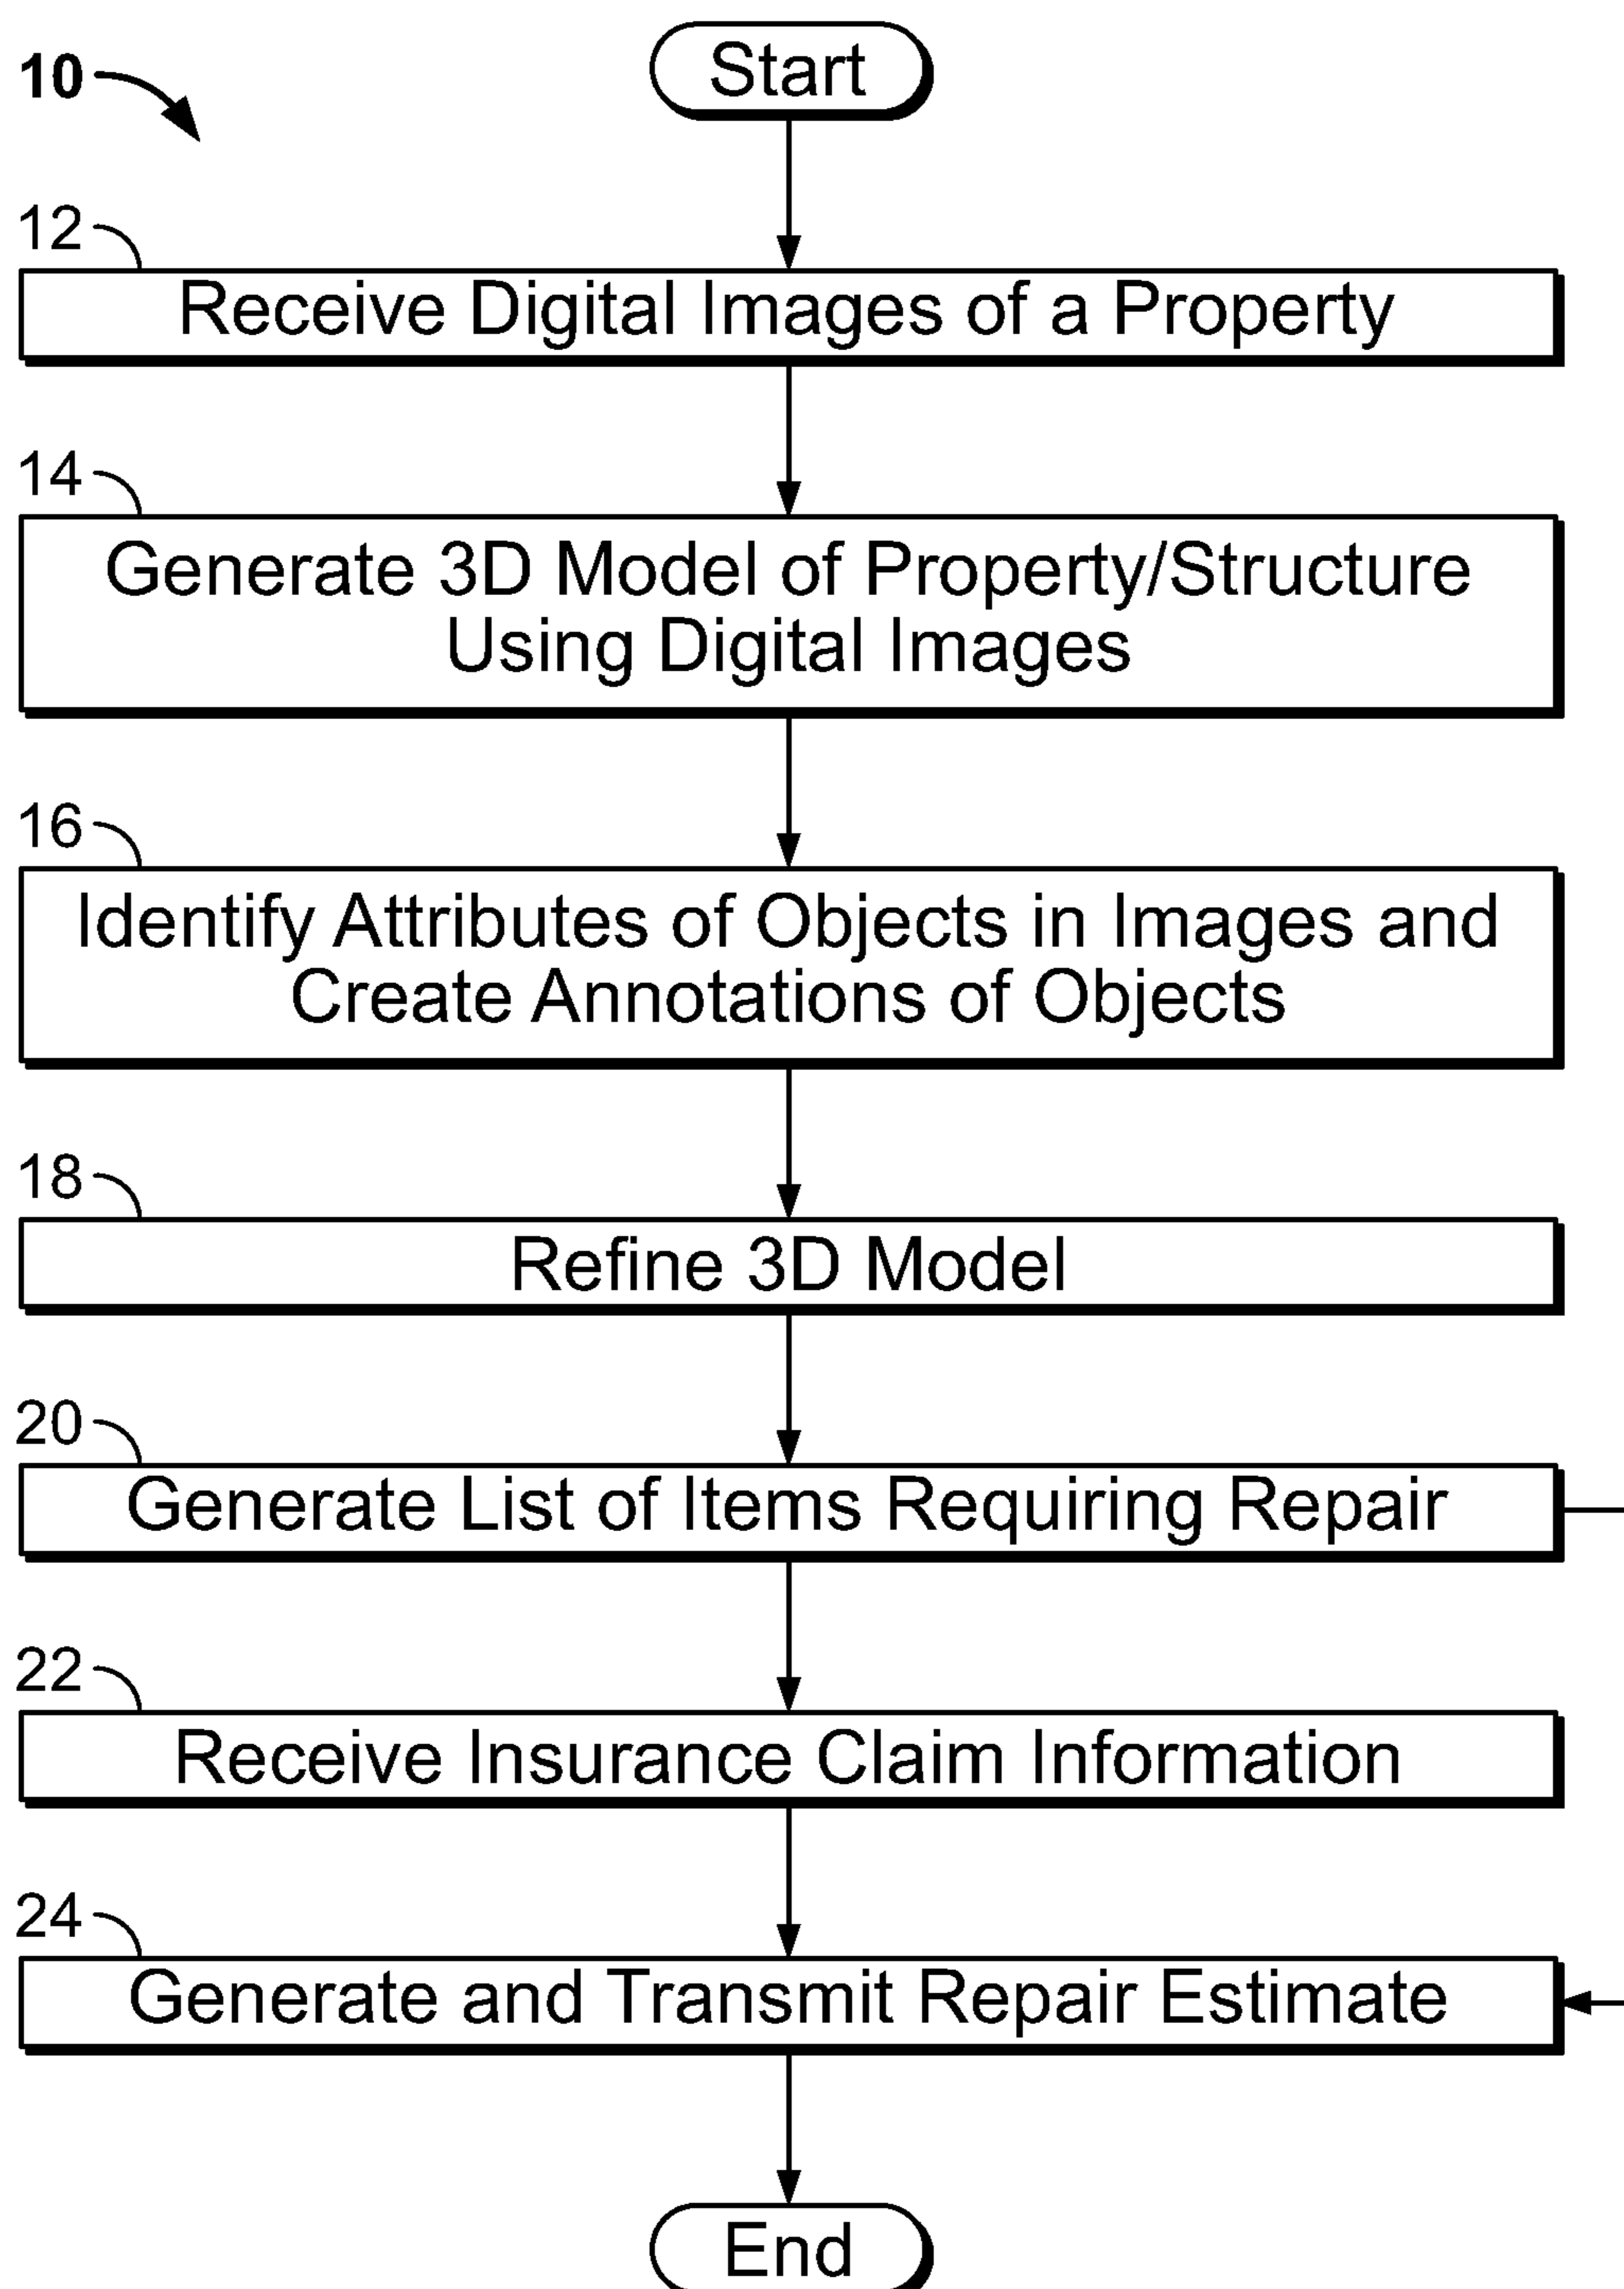 Start
10
12
Receive Digital Images of a Property
14
Generate 3D Model of Property/Structure
Using Digital Images
16
Identify Attributes of Objects in Images and
Create Annotations of Objects
18
Refine 3D Model
20
Generate List of Items Requiring Repair
22
Receive Insurance Claim Information
24
Generate and Transmit Repair Estimate
End